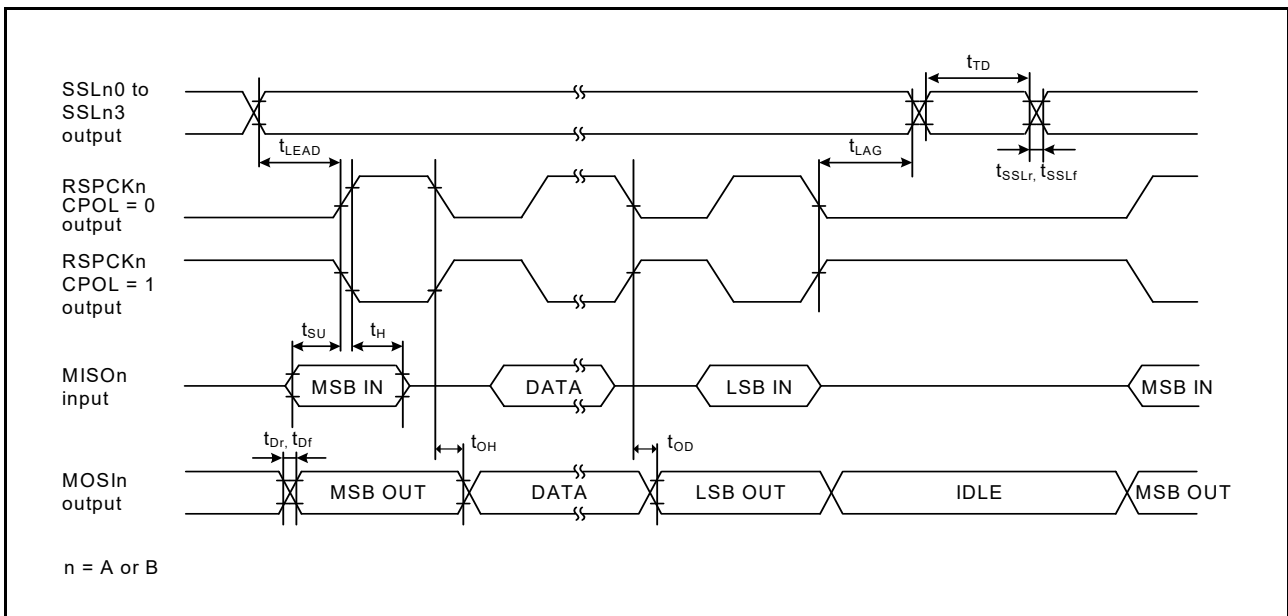 SSLn0 to
SSLn3
output
tTD
tLEAD
tLAG
tSSLr, tSSLf
RSPCKn
CPOL = 0
output
RSPCKn
CPOL = 1
output
tSU
tH
MISOn
input
MSB IN
DATA
LSB IN
MSB IN
tDr, tDf
tOH
tOD
MOSIn
output
MSB OUT
DATA
LSB OUT
IDLE
MSB OUT
n = A or B